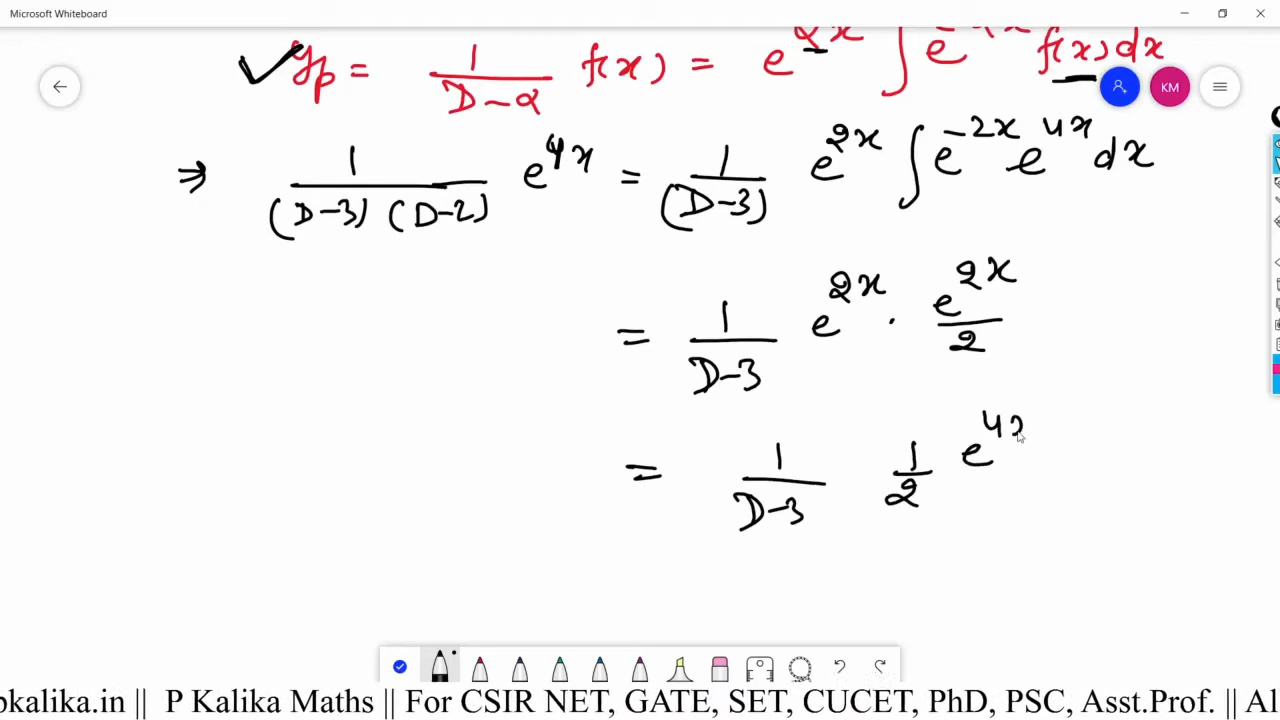 Microsoft Whiteboard
yp = 1/(D-α) f(x) = e^{αx} ∫ e^{-αx} f(x) dx
KM
⇒ 1/((D-3)(D-2)) e^{4x} = 1/(D-3) e^{2x} ∫ e^{-2x} e^{4x} dx
= 1/(D-3) e^{2x} · e^{2x}/2
= 1/(D-3) 1/2 e^{4x}
pkalika.in || P Kalika Maths || For CSIR NET, GATE, SET, CUCET, PhD, PSC, Asst.Prof. || Al